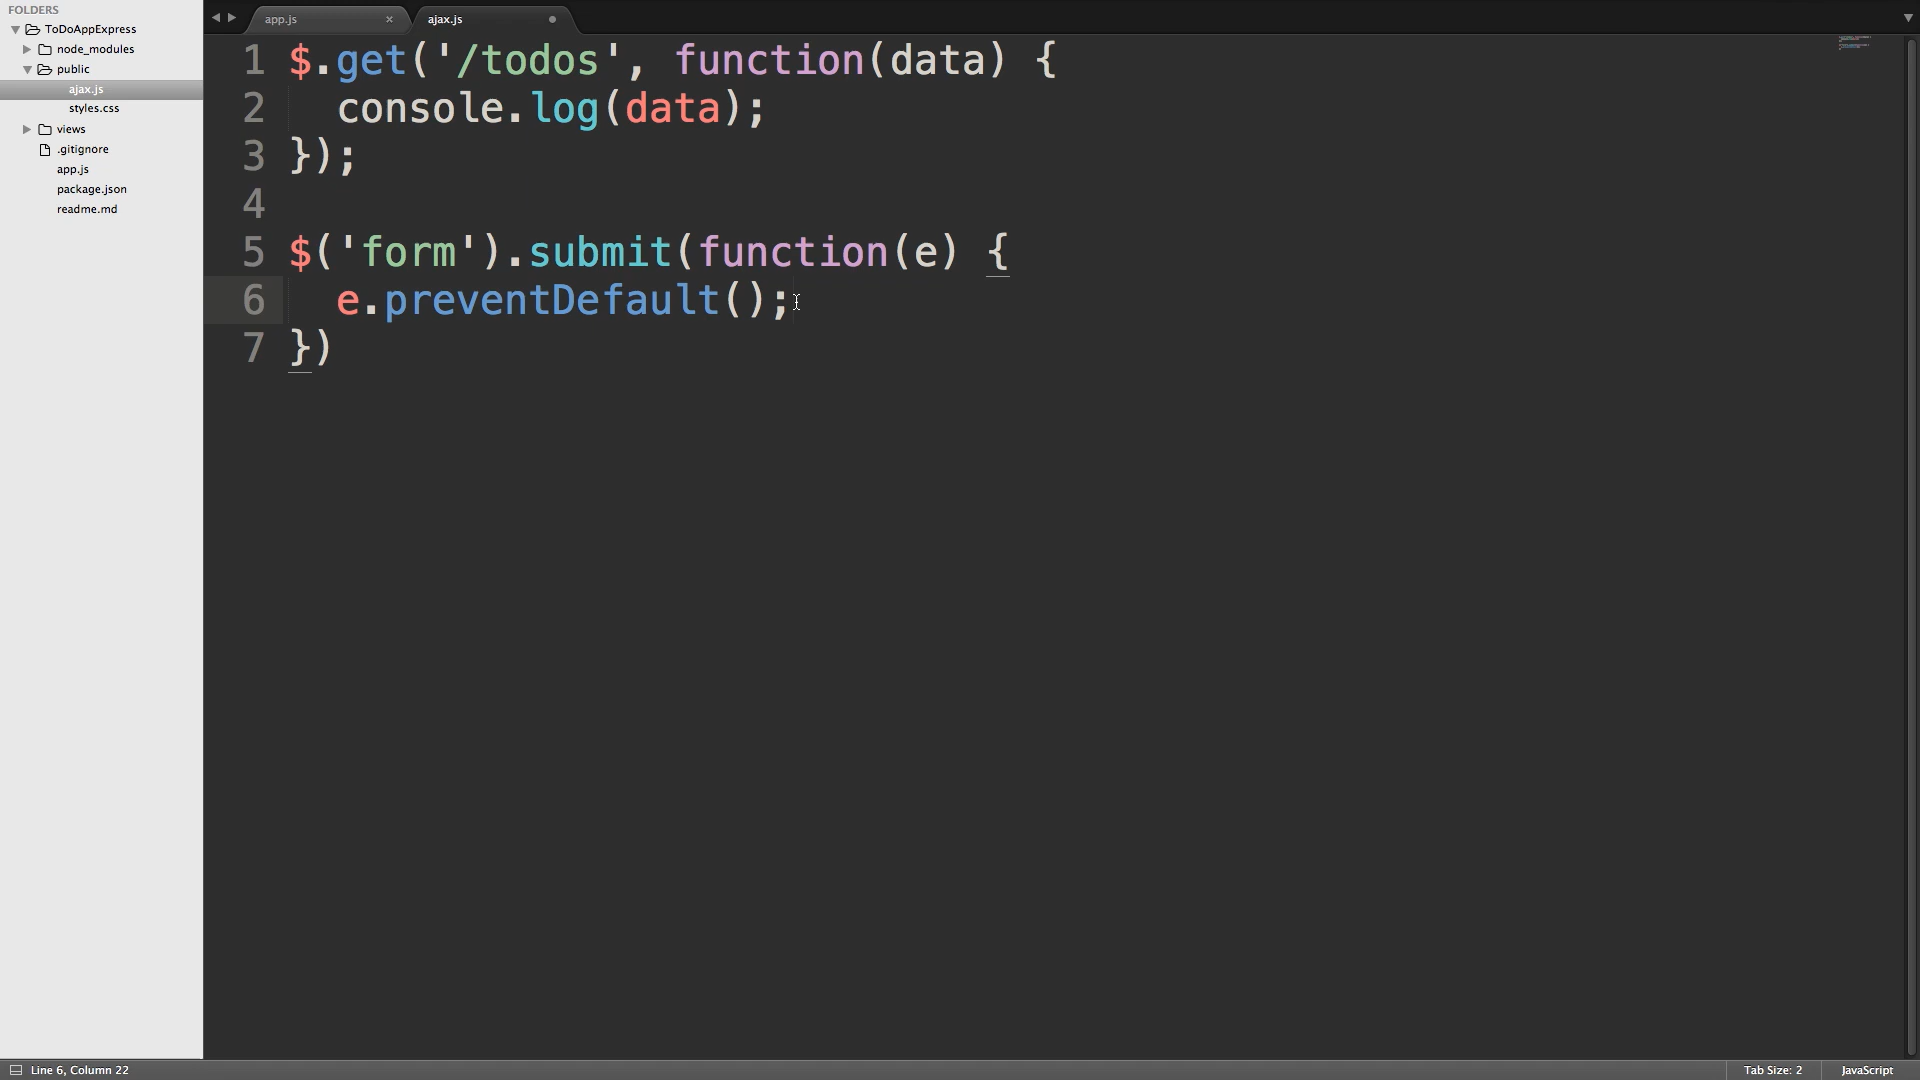 FOLDERS
ToDoAppExpress
node_modules
public
ajax.js
styles.css
views
.gitignore
app.js
package.json
readme.md
app.js ×
ajax.js
1 $.get('/todos', function(data) {
2   console.log(data);
3 });
4
5 $('form').submit(function(e) {
6   e.preventDefault();
7 })
Line 6, Column 22
Tab Size: 2
JavaScript